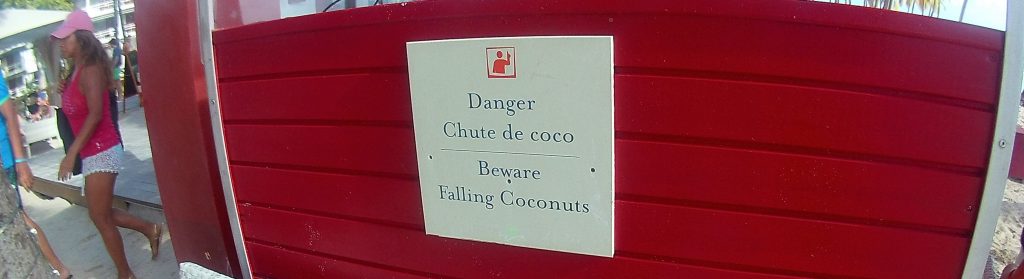 Danger
Chute de coco
Beware
Falling Coconuts